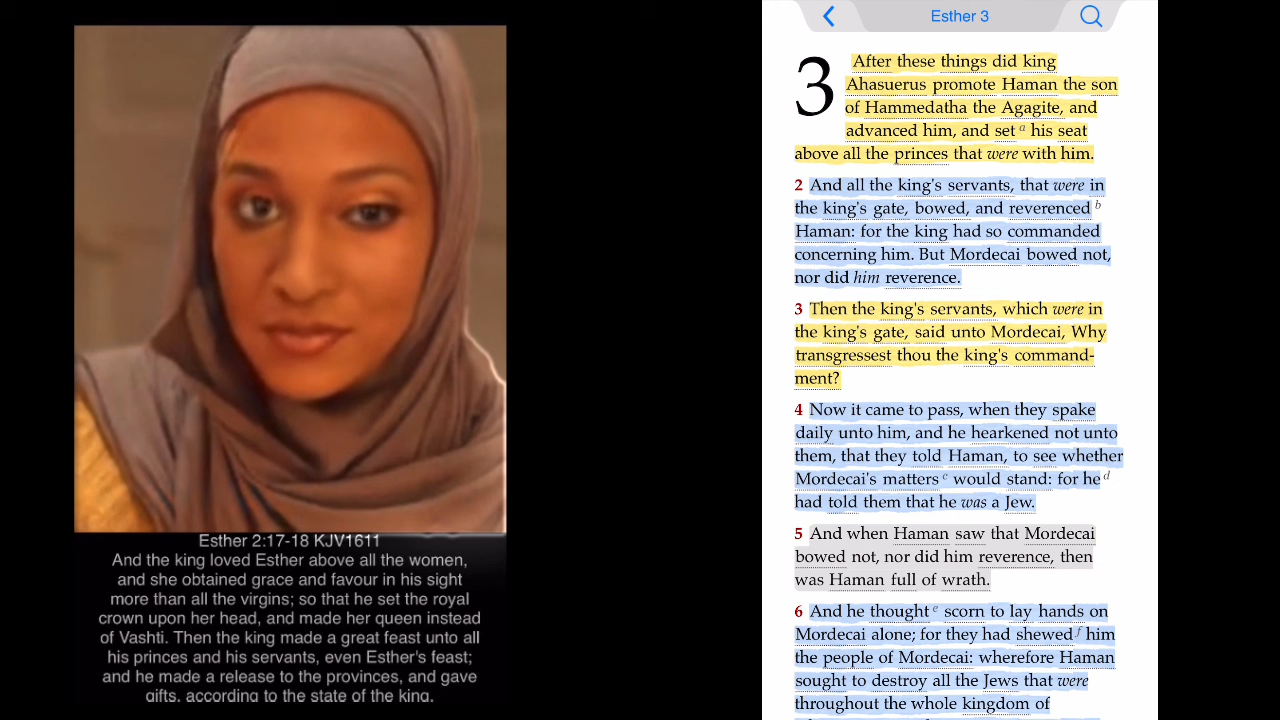 Esther 2:17-18 KJV1611
And the king loved Esther above all the women,
and she obtained grace and favour in his sight
more than all the virgins; so that he set the royal
crown upon her head, and made her queen instead
of Vashti. Then the king made a great feast unto all
his princes and his servants, even Esther's feast;
and he made a release to the provinces, and gave
gifts, according to the state of the king.
Esther 3
3 After these things did king
Ahasuerus promote Haman the son
of Hammedatha the Agagite, and
advanced him, and set a his seat
above all the princes that were with him.
2 And all the king's servants, that were in
the king's gate, bowed, and reverenced b
Haman: for the king had so commanded
concerning him. But Mordecai bowed not,
nor did him reverence.
3 Then the king's servants, which were in
the king's gate, said unto Mordecai, Why
transgressest thou the king's command-
ment?
4 Now it came to pass, when they spake
daily unto him, and he hearkened not unto
them, that they told Haman, to see whether
Mordecai's matters c would stand: for he d
had told them that he was a Jew.
5 And when Haman saw that Mordecai
bowed not, nor did him reverence, then
was Haman full of wrath.
6 And he thought e scorn to lay hands on
Mordecai alone; for they had shewed f him
the people of Mordecai: wherefore Haman
sought to destroy all the Jews that were
throughout the whole kingdom of